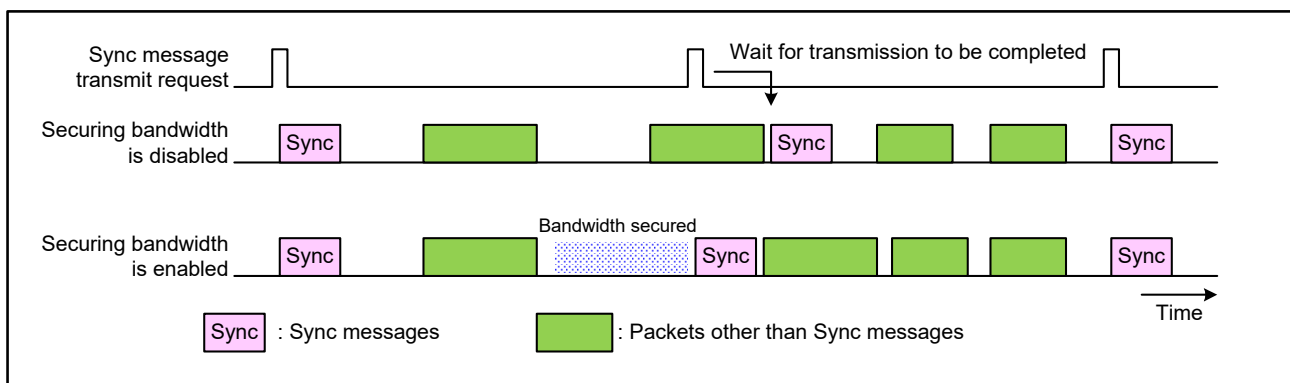 Sync message
transmit request
Wait for transmission to be completed
Securing bandwidth
is disabled
Sync
Sync
Sync
Securing bandwidth
is enabled
Bandwidth secured
Sync
Sync
Sync
Time
Sync : Sync messages
: Packets other than Sync messages